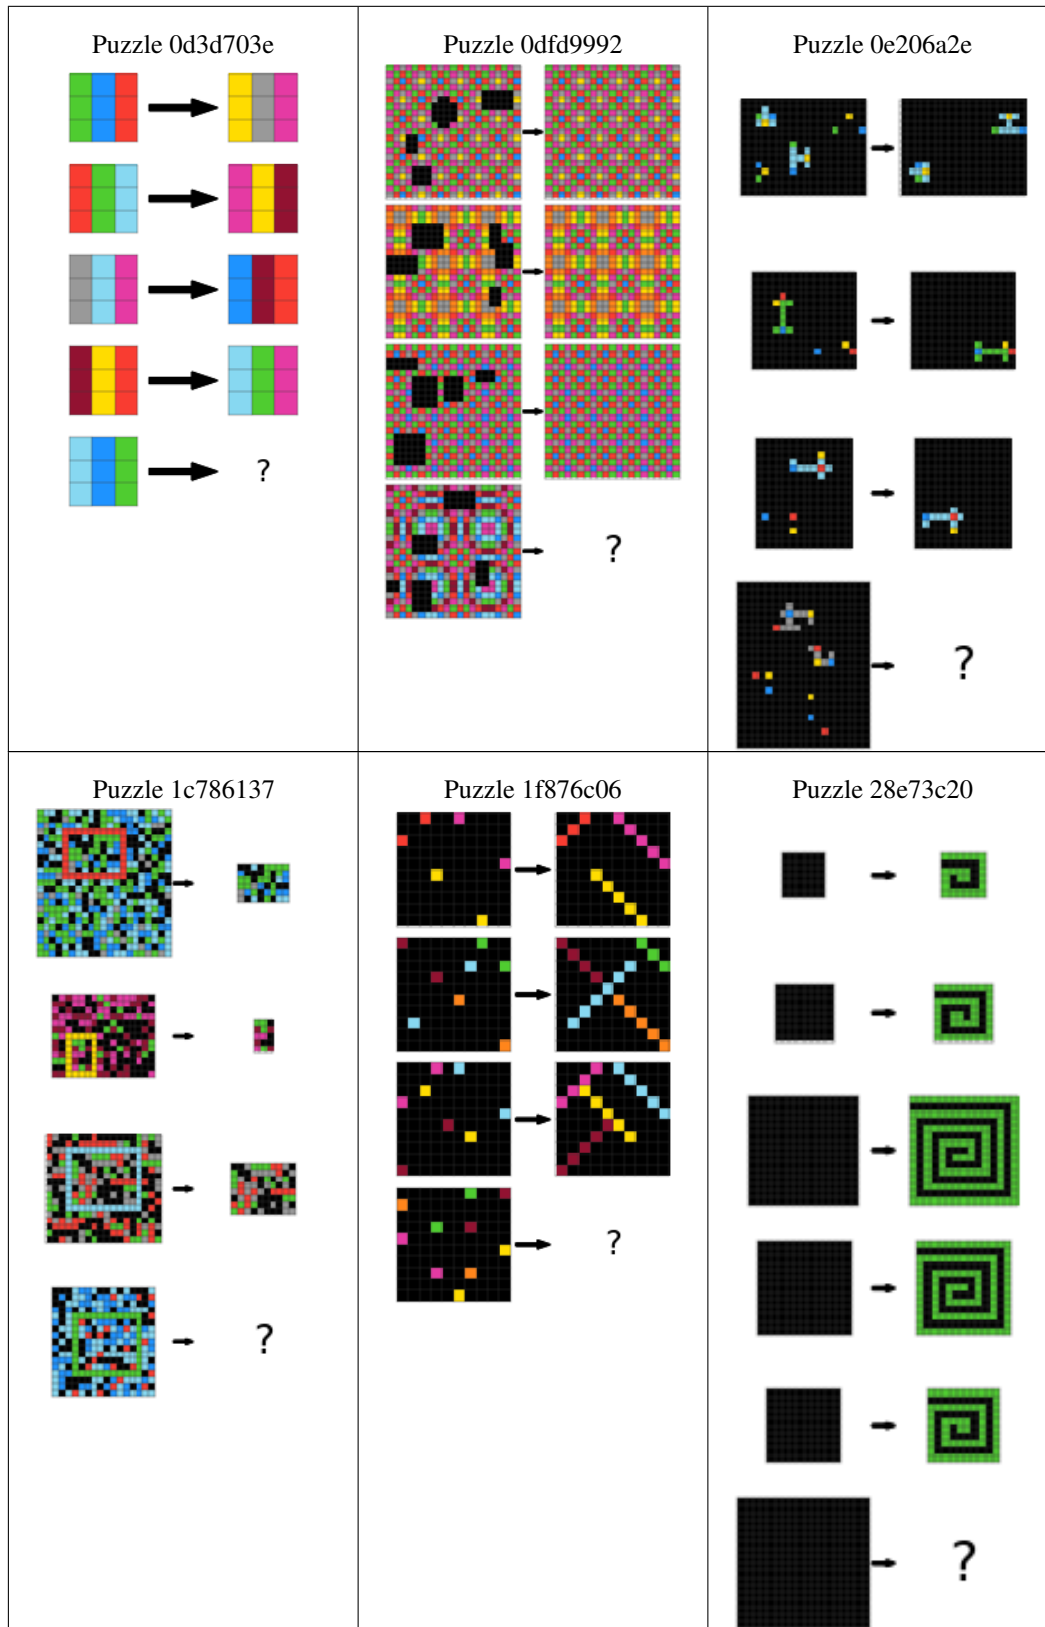 Puzzle 0d3d703e
?
Puzzle 0dfd9992
?
Puzzle 0e206a2e
?
Puzzle 1c786137
?
Puzzle 1f876c06
?
Puzzle 28e73c20
?